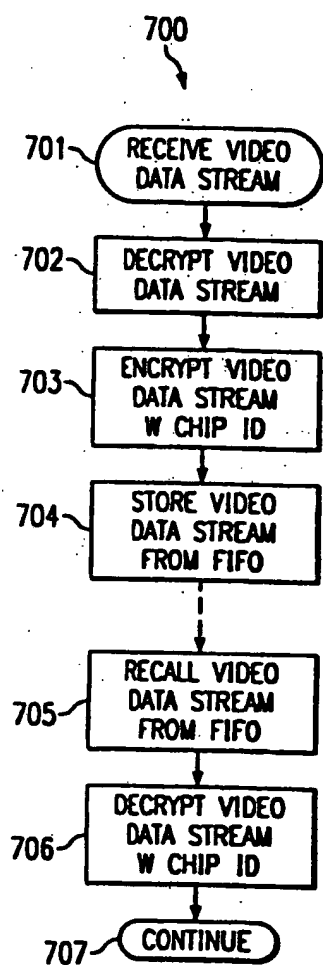 700
701
RECEIVE VIDEO
DATA STREAM
702
DECRYPT VIDEO
DATA STREAM
703
ENCRYPT VIDEO
DATA STREAM
W CHIP ID
704
STORE VIDEO
DATA STREAM
FROM FIFO
705
RECALL VIDEO
DATA STREAM
FROM FIFO
706
DECRYPT VIDEO
DATA STREAM
W CHIP ID
707
CONTINUE